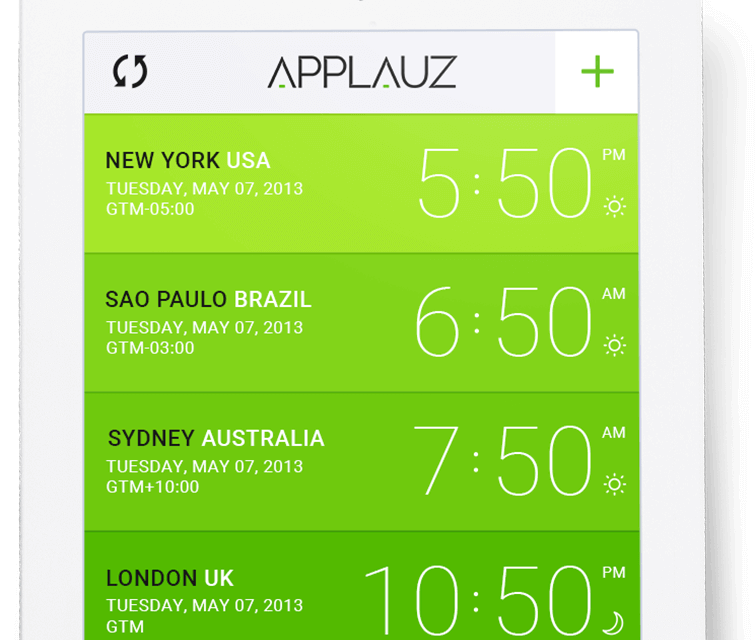 APPLAUZ
NEW YORK USA
TUESDAY, MAY 07, 2013
GTM-05:00
5:50 PM
SAO PAULO BRAZIL
TUESDAY, MAY 07, 2013
GTM-03:00
6:50 AM
SYDNEY AUSTRALIA
TUESDAY, MAY 07, 2013
GTM+10:00
7:50 AM
LONDON UK
TUESDAY, MAY 07, 2013
GTM
10:50 PM